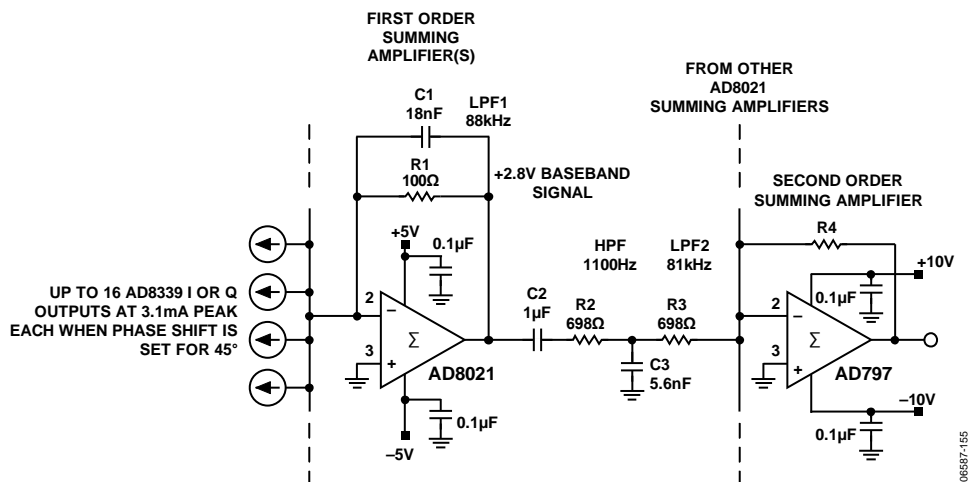 FIRST ORDER
SUMMING
AMPLIFIER(S)
FROM OTHER
AD8021
SUMMING AMPLIFIERS
C1
18nF
LPF1
88kHz
R1
100Ω
+2.8V BASEBAND
SIGNAL
SECOND ORDER
SUMMING AMPLIFIER
R4
+5V
0.1µF
HPF
1100Hz
LPF2
81kHz
+10V
0.1µF
UP TO 16 AD8339 I OR Q
OUTPUTS AT 3.1mA PEAK
EACH WHEN PHASE SHIFT IS
SET FOR 45°
2
–
Σ
3
+
AD8021
C2
1µF
R2
698Ω
R3
698Ω
C3
5.6nF
2
–
Σ
3
+
AD797
0.1µF
–5V
–10V
0.1µF
06587-155